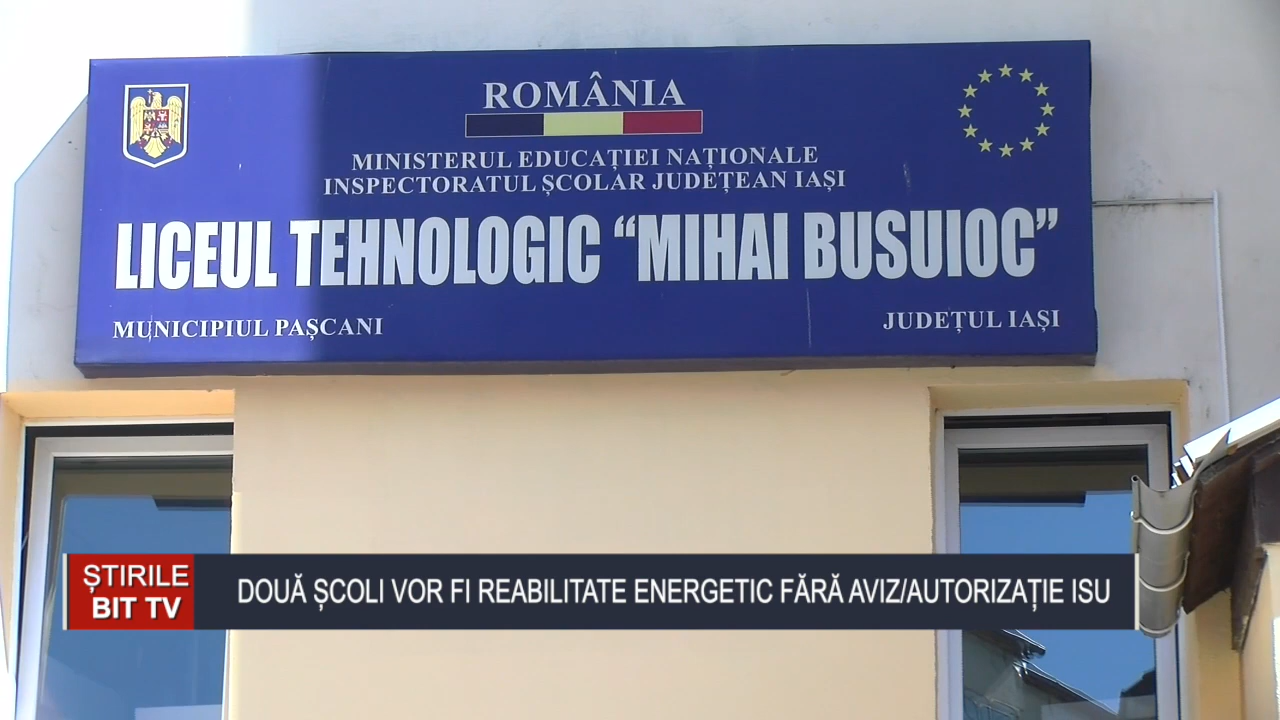 ROMÂNIA
MINISTERUL EDUCAȚIEI NAȚIONALE
INSPECTORATUL ȘCOLAR JUDEȚEAN IAȘI
LICEUL TEHNOLOGIC “MIHAI BUSUIOC”
MUNICIPIUL PAȘCANI
JUDEȚUL IAȘI
ȘTIRILE
BIT TV
DOUĂ ȘCOLI VOR FI REABILITATE ENERGETIC FĂRĂ AVIZ/AUTORIZAȚIE ISU